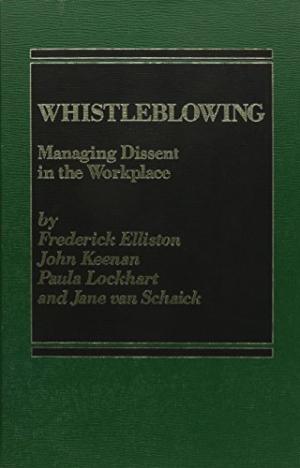 WHISTLEBLOWING
Managing Dissent
in the Workplace
by
Frederick Elliston
John Keenan
Paula Lockhart
and Jane van Schaick